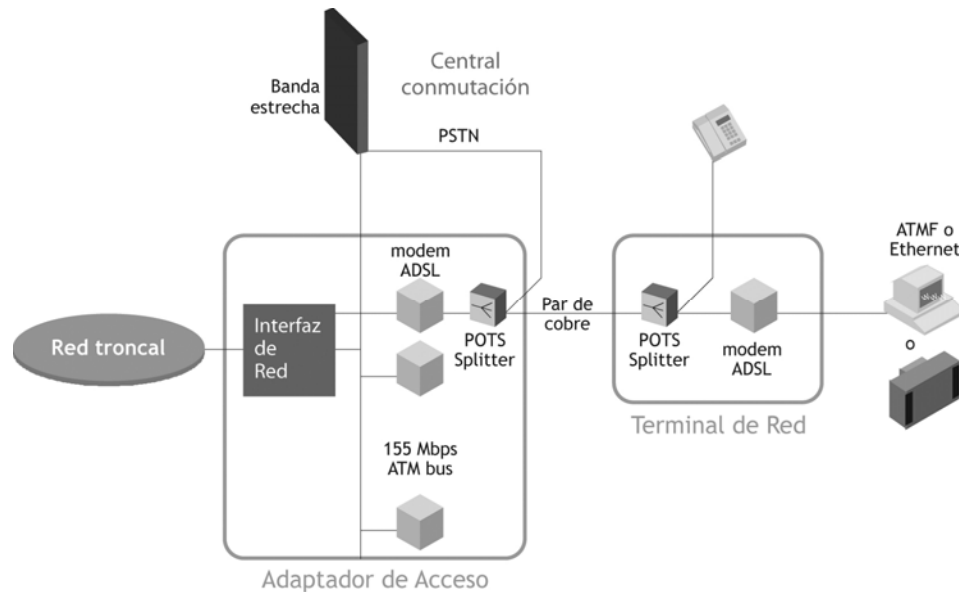 Central
conmutación
Banda
estrecha
PSTN
modem
ADSL
ATMF o
Ethernet
Interfaz
de
Red
Red troncal
POTS
Splitter
Par de
cobre
POTS
Splitter
modem
ADSL
o
Terminal de Red
155 Mbps
ATM bus
Adaptador de Acceso